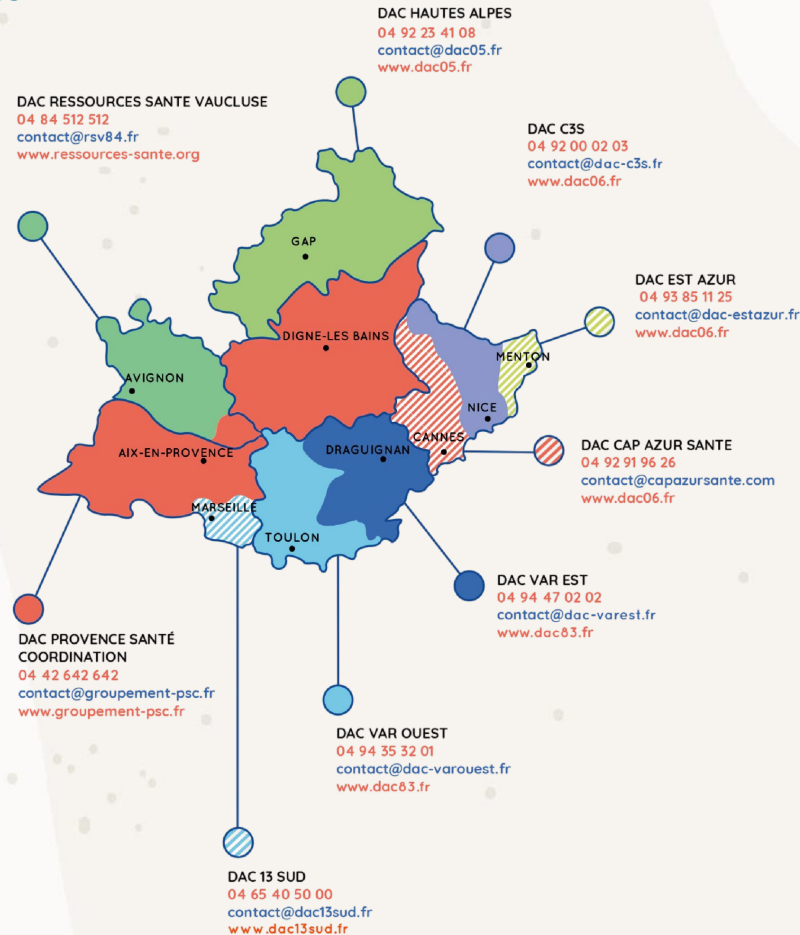 DAC HAUTES ALPES
04 92 23 41 08
contact@dac05.fr
www.dac05.fr
DAC RESSOURCES SANTE VAUCLUSE
04 84 512 512
contact@rsv84.fr
www.ressources-sante.org
DAC C3S
04 92 00 02 03
contact@dac-c3s.fr
www.dac06.fr
DAC EST AZUR
04 93 85 11 25
contact@dac-estazur.fr
www.dac06.fr
GAP
DIGNE-LES BAINS
MENTON
AVIGNON
NICE
CANNES
DRAGUIGNAN
AIX-EN-PROVENCE
MARSEILLE
TOULON
DAC CAP AZUR SANTE
04 92 91 96 26
contact@capazursante.com
www.dac06.fr
DAC VAR EST
04 94 47 02 02
contact@dac-varest.fr
www.dac83.fr
DAC PROVENCE SANTÉ
COORDINATION
04 42 642 642
contact@groupement-psc.fr
www.groupement-psc.fr
DAC VAR OUEST
04 94 35 32 01
contact@dac-varouest.fr
www.dac83.fr
DAC 13 SUD
04 65 40 50 00
contact@dac13sud.fr
www.dac13sud.fr